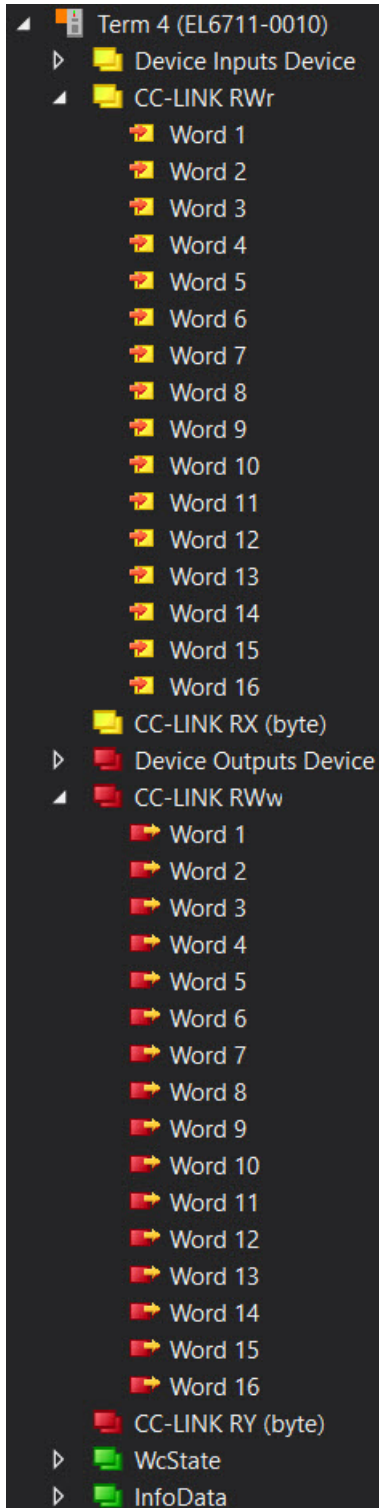 Term 4 (EL6711-0010)
Device Inputs Device
CC-LINK RWr
Word 1
Word 2
Word 3
Word 4
Word 5
Word 6
Word 7
Word 8
Word 9
Word 10
Word 11
Word 12
Word 13
Word 14
Word 15
Word 16
CC-LINK RX (byte)
Device Outputs Device
CC-LINK RWw
Word 1
Word 2
Word 3
Word 4
Word 5
Word 6
Word 7
Word 8
Word 9
Word 10
Word 11
Word 12
Word 13
Word 14
Word 15
Word 16
CC-LINK RY (byte)
WcState
InfoData